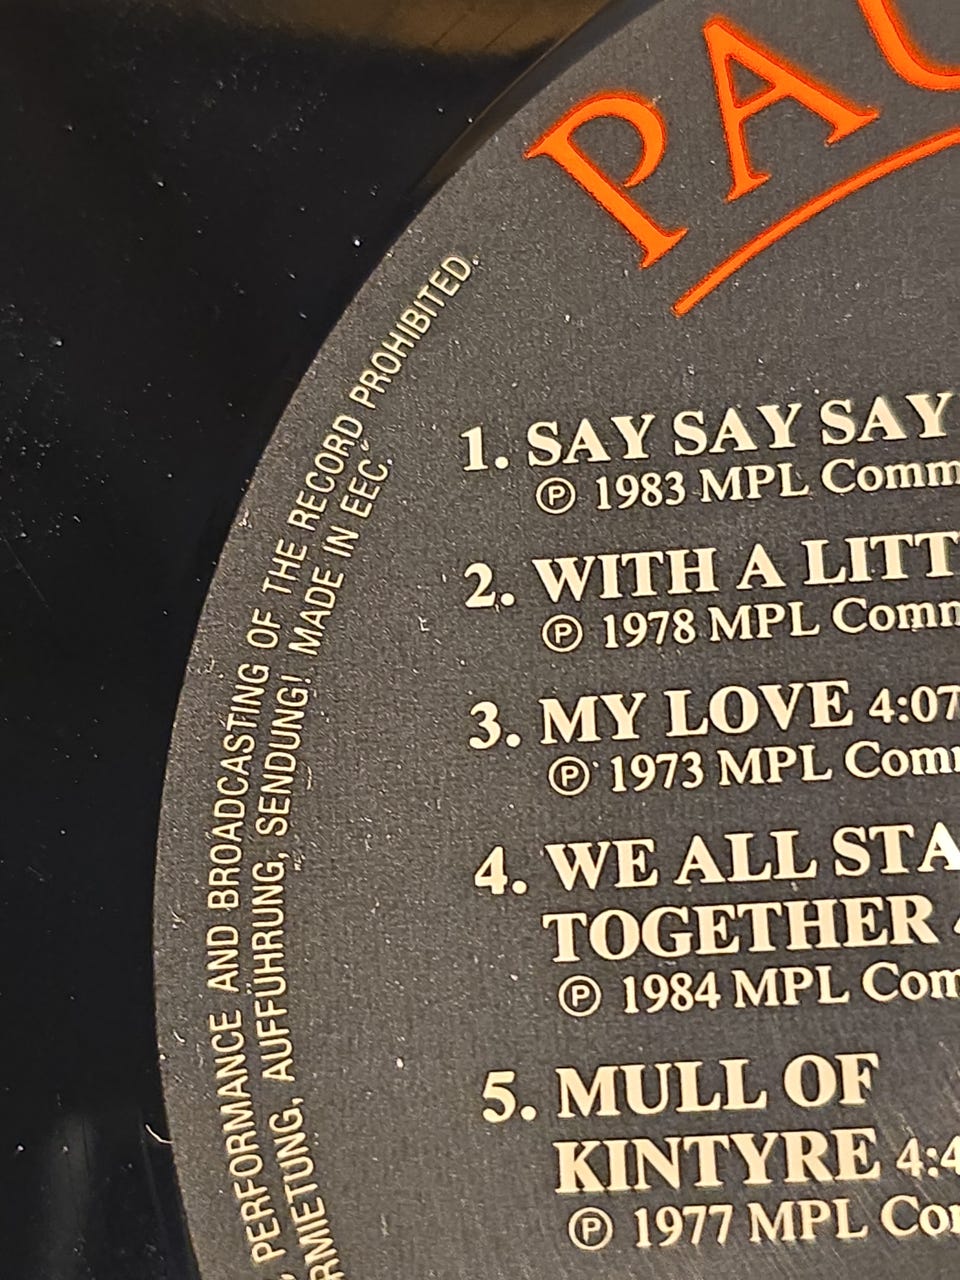 PAU
PERFORMANCE AND BROADCASTING OF THE RECORD PROHIBITED.
RMIETUNG, AUFFÜHRUNG, SENDUNG! MADE IN EEC.
1. SAY SAY SAY
℗ 1983 MPL Comm
2. WITH A LITT
℗ 1978 MPL Comm
3. MY LOVE 4:07
℗ 1973 MPL Comm
4. WE ALL STA
TOGETHER
℗ 1984 MPL Com
5. MULL OF
KINTYRE 4:4
℗ 1977 MPL Co